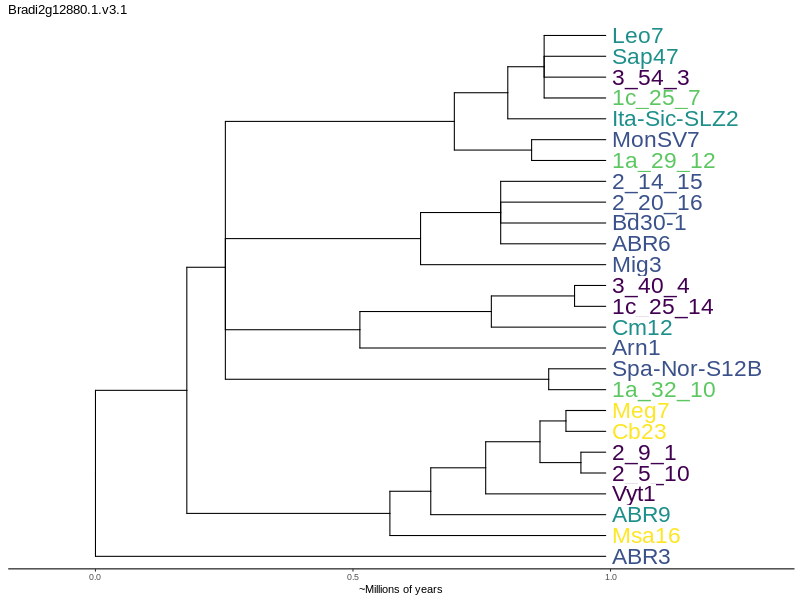 Bradi2g12880.1.v3.1
Leo7
Sap47
3_54_3
1c_25_7
Ita-Sic-SLZ2
MonSV7
1a_29_12
2_14_15
2_20_16
Bd30-1
ABR6
Mig3
3_40_4
1c_25_14
Cm12
Arn1
Spa-Nor-S12B
1a_32_10
Meg7
Cb23
2_9_1
2_5_10
Vyt1
ABR9
Msa16
ABR3
0.0 0.5 1.0
~Millions of years